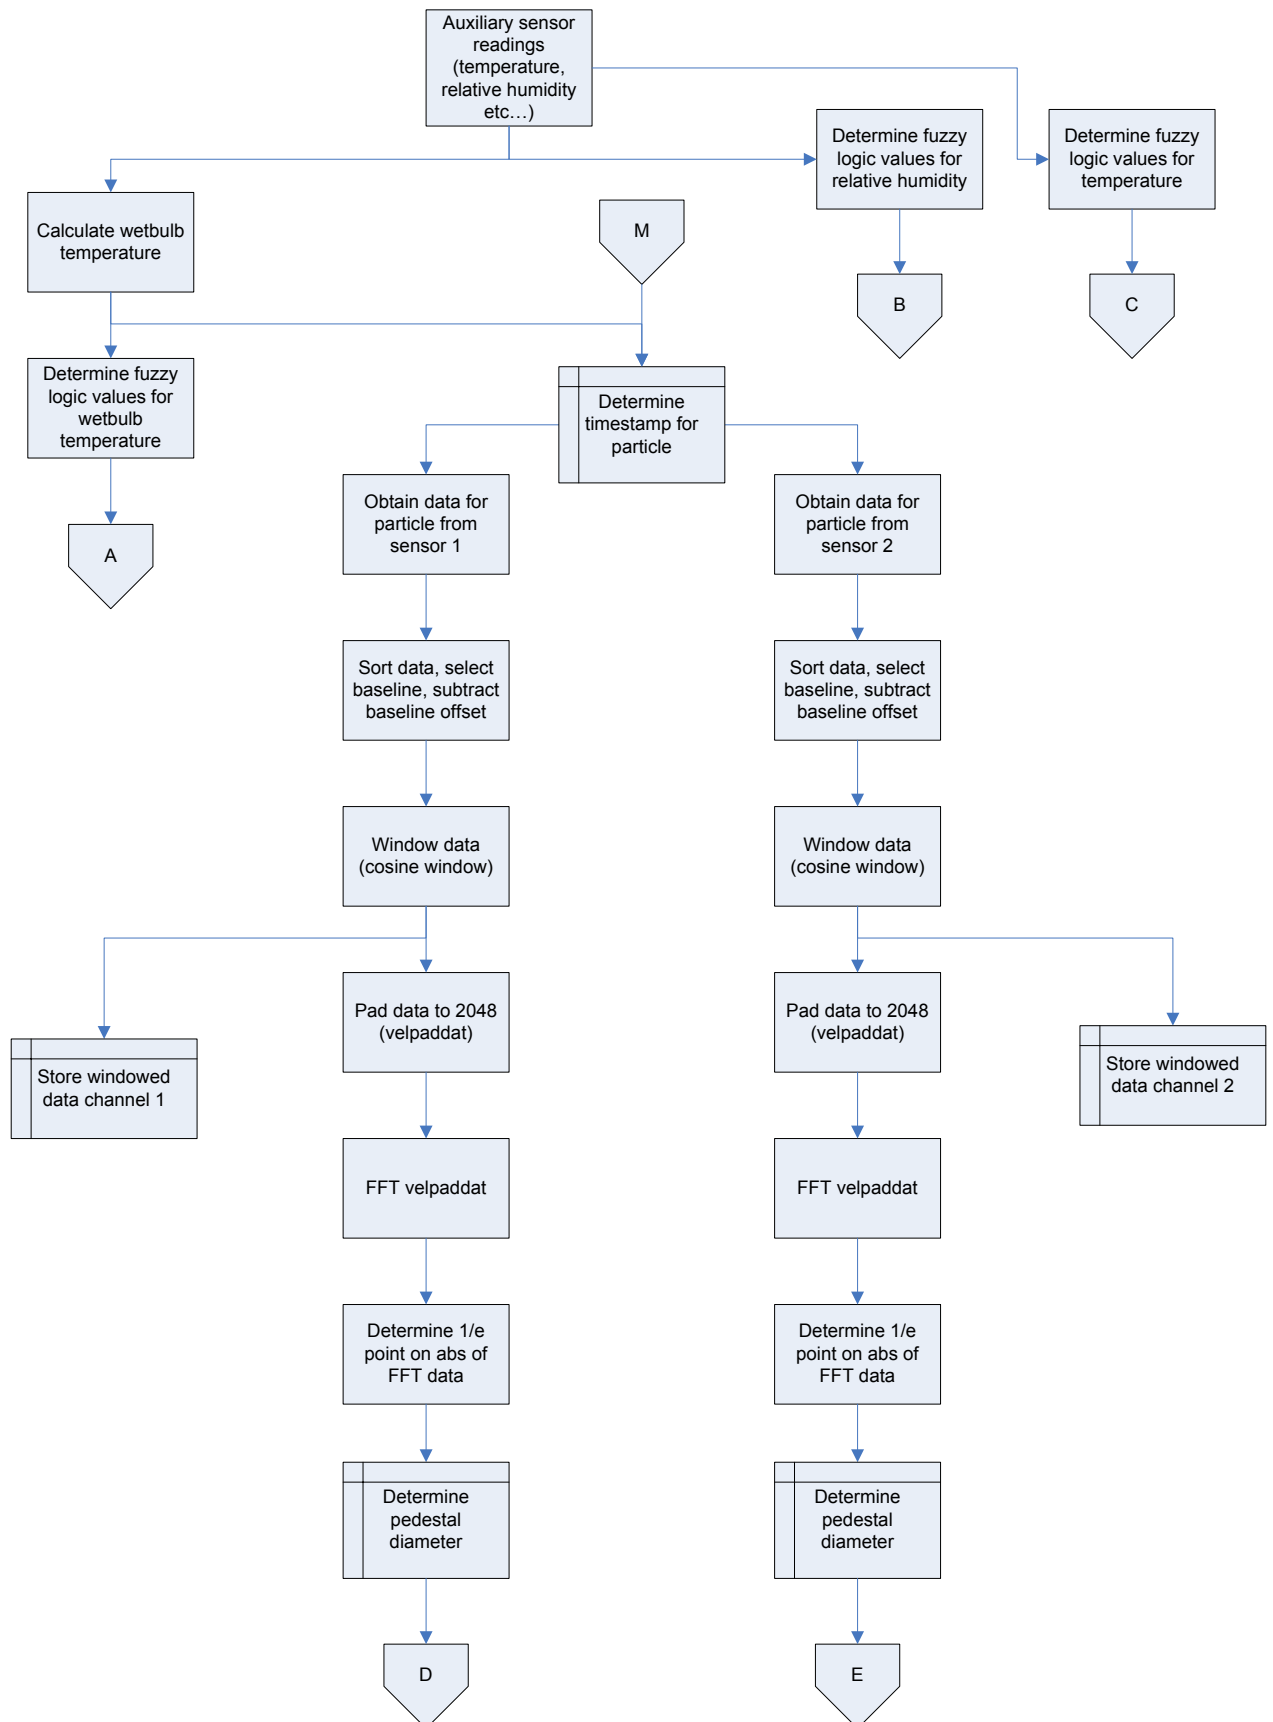 Auxiliary sensor
readings
(temperature,
relative humidity
etc…)
Determine fuzzy
logic values for
relative humidity
Determine fuzzy
logic values for
temperature
Calculate wetbulb
temperature
M
B
C
Determine fuzzy
logic values for
wetbulb
temperature
Determine
timestamp for
particle
A
Obtain data for
particle from
sensor 1
Obtain data for
particle from
sensor 2
Sort data, select
baseline, subtract
baseline offset
Sort data, select
baseline, subtract
baseline offset
Window data
(cosine window)
Window data
(cosine window)
Pad data to 2048
(velpaddat)
Pad data to 2048
(velpaddat)
Store windowed
data channel 1
Store windowed
data channel 2
FFT velpaddat
FFT velpaddat
Determine 1/e
point on abs of
FFT data
Determine 1/e
point on abs of
FFT data
Determine
pedestal
diameter
Determine
pedestal
diameter
D
E